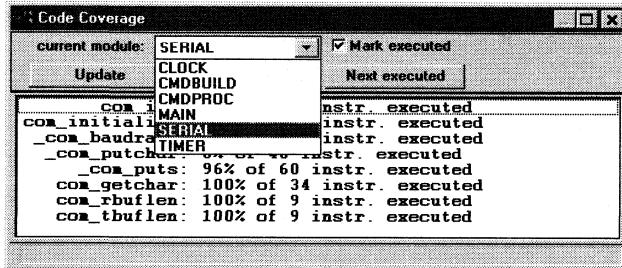 Code Coverage
current module: SERIAL Mark executed
Update Next executed
CLOCK
CMDBUILD
CMDPROC
MAIN
SERIAL
TIMER
com_i instr. executed
com_initiali instr. executed
_com_baudra instr. executed
_com_putchar: instr. executed
_com_puts: 96% of 60 instr. executed
com_getchar: 100% of 34 instr. executed
com_rbuflen: 100% of 9 instr. executed
com_tbuflen: 100% of 9 instr. executed